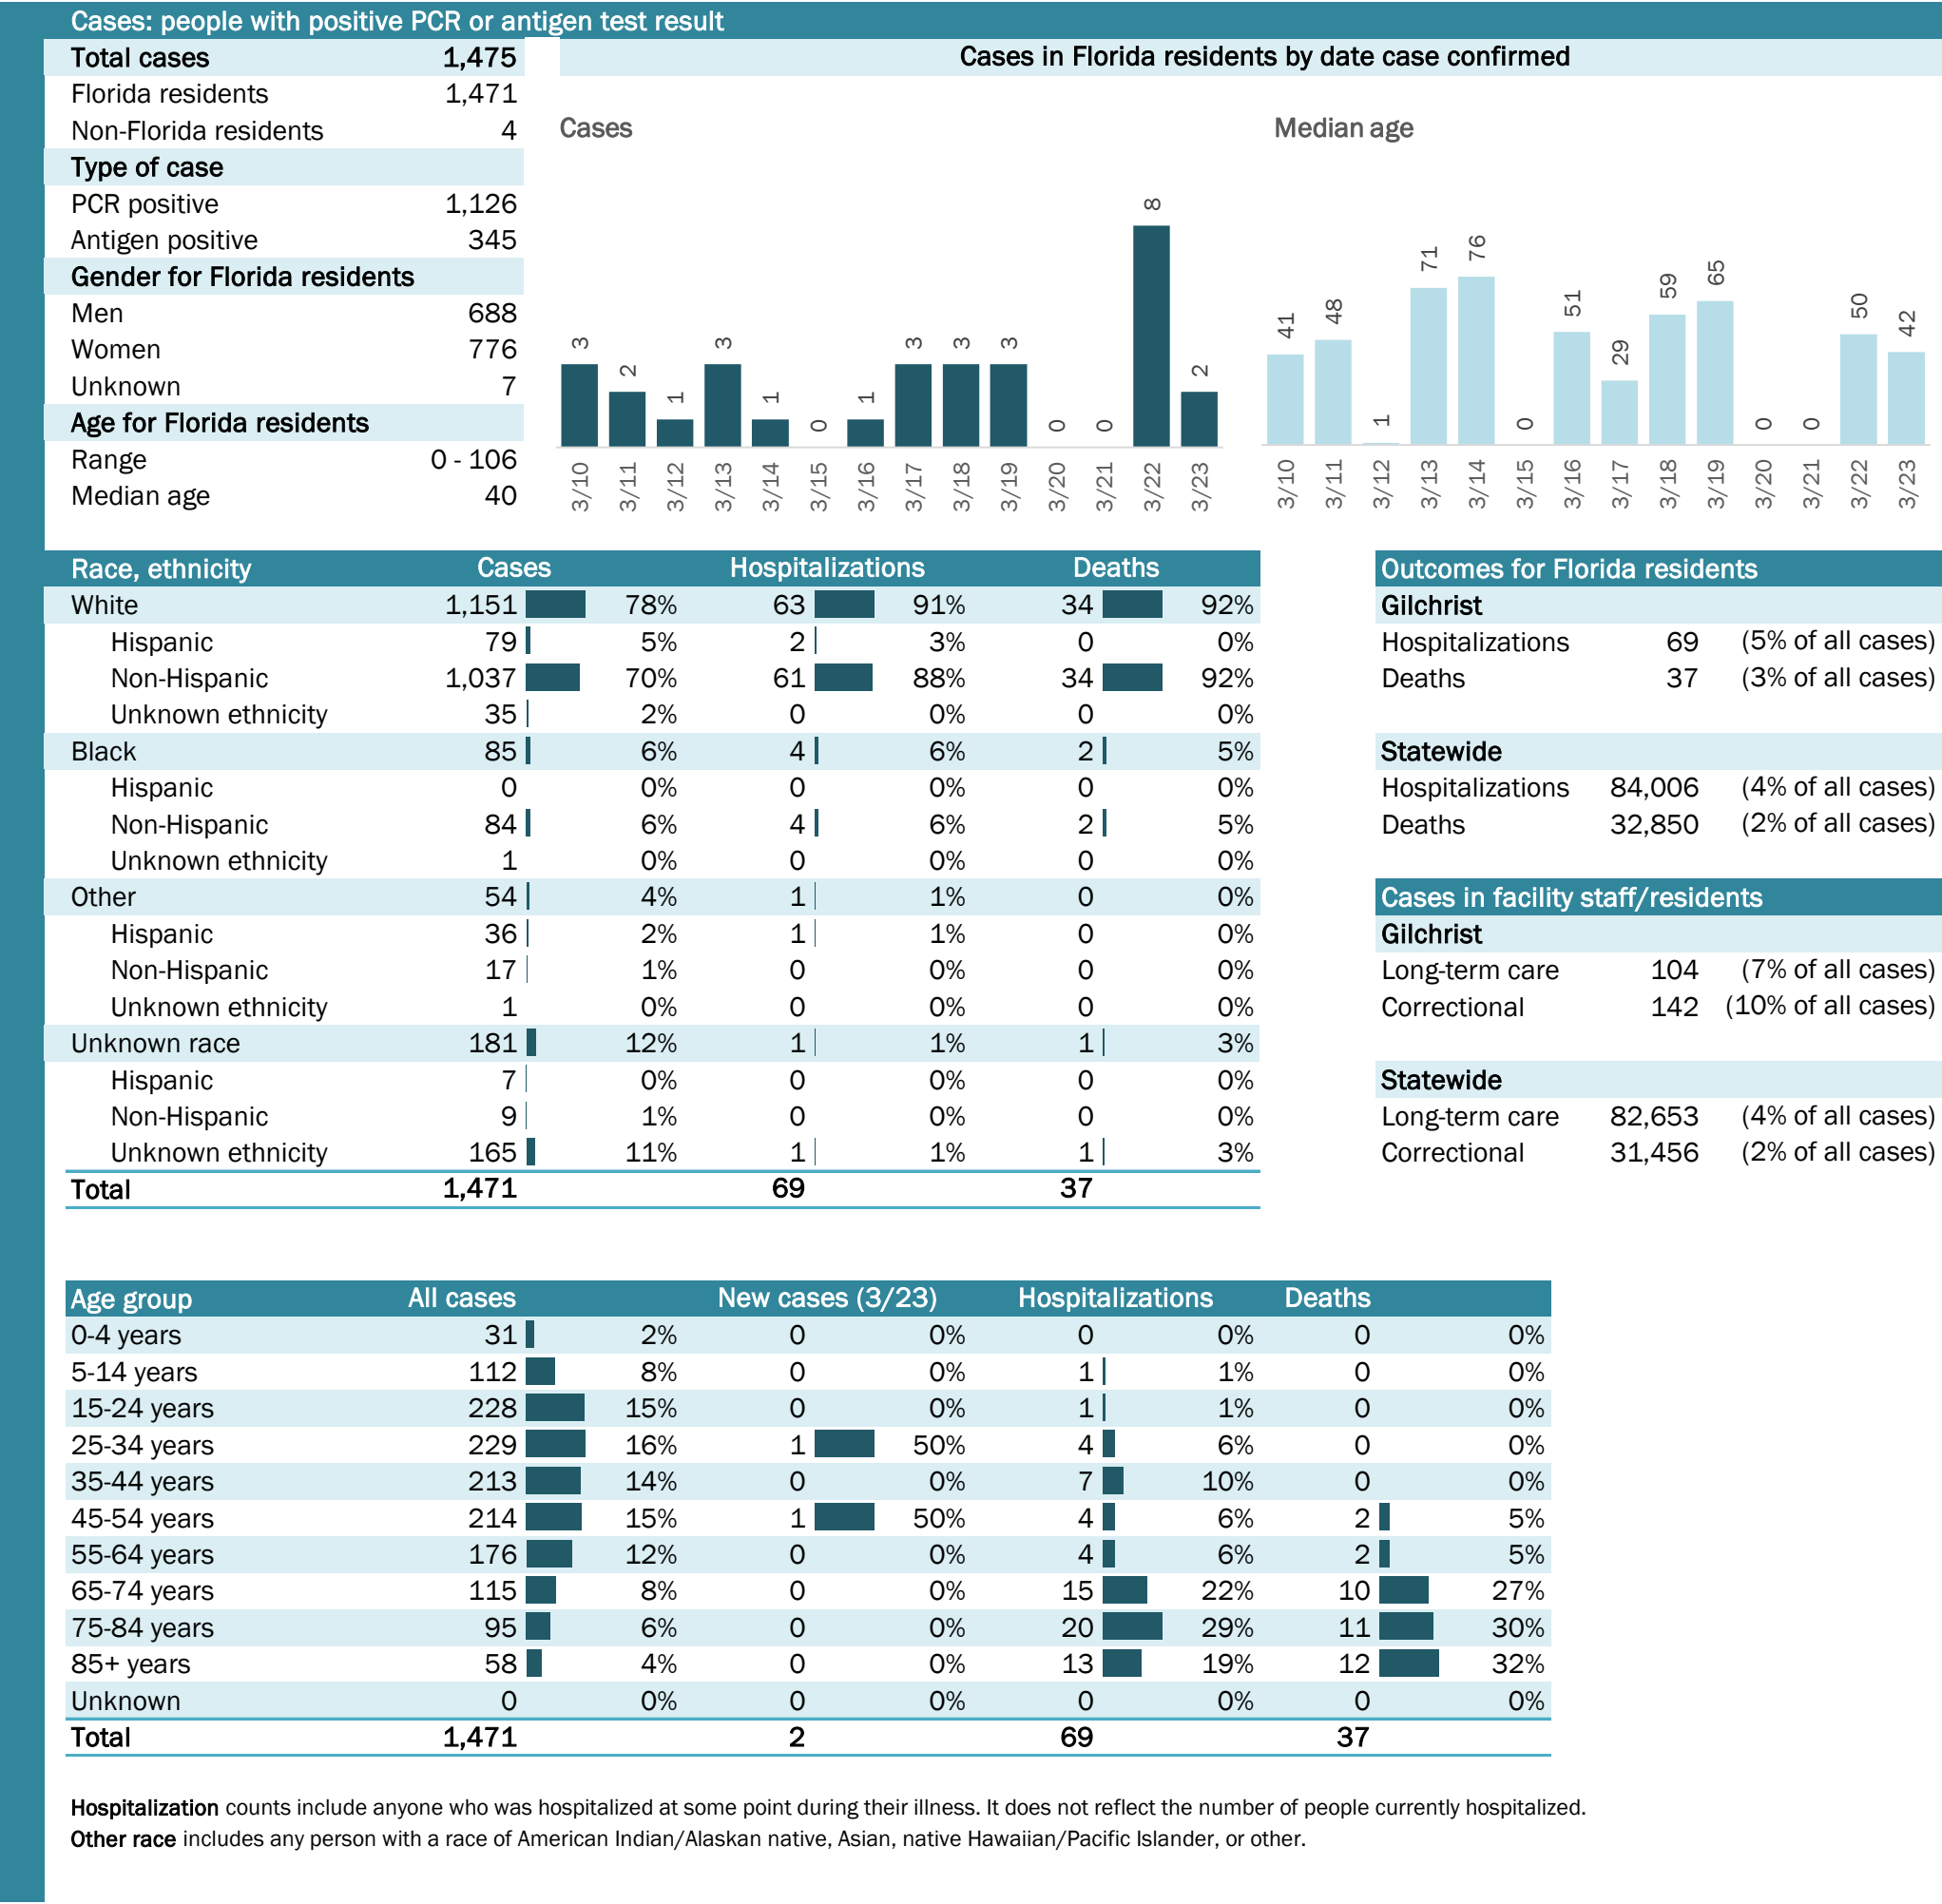 Cases: people with positive PCR or antigen test result
Total cases 1,475
Florida residents 1,471
Non-Florida residents 4
Type of case
PCR positive 1,126
Antigen positive 345
Gender for Florida residents
Men 688
Women 776
Unknown 7
Age for Florida residents
Range 0 - 106
Median age 40
Cases in Florida residents by date case confirmed
Cases
3 2 1 3 1 0 1 3 3 3 0 0 8 2
3/10 3/11 3/12 3/13 3/14 3/15 3/16 3/17 3/18 3/19 3/20 3/21 3/22 3/23
Median age
41 48 1 71 76 0 51 29 59 65 0 0 50 42
3/10 3/11 3/12 3/13 3/14 3/15 3/16 3/17 3/18 3/19 3/20 3/21 3/22 3/23
Race, ethnicity Cases Hospitalizations Deaths
White 1,151 78% 63 91% 34 92%
Hispanic 79 5% 2 3% 0 0%
Non-Hispanic 1,037 70% 61 88% 34 92%
Unknown ethnicity 35 2% 0 0% 0 0%
Black 85 6% 4 6% 2 5%
Hispanic 0 0% 0 0% 0 0%
Non-Hispanic 84 6% 4 6% 2 5%
Unknown ethnicity 1 0% 0 0% 0 0%
Other 54 4% 1 1% 0 0%
Hispanic 36 2% 1 1% 0 0%
Non-Hispanic 17 1% 0 0% 0 0%
Unknown ethnicity 1 0% 0 0% 0 0%
Unknown race 181 12% 1 1% 1 3%
Hispanic 7 0% 0 0% 0 0%
Non-Hispanic 9 1% 0 0% 0 0%
Unknown ethnicity 165 11% 1 1% 1 3%
Total 1,471 69 37
Outcomes for Florida residents
Gilchrist
Hospitalizations 69 (5% of all cases)
Deaths 37 (3% of all cases)
Statewide
Hospitalizations 84,006 (4% of all cases)
Deaths 32,850 (2% of all cases)
Cases in facility staff/residents
Gilchrist
Long-term care 104 (7% of all cases)
Correctional 142 (10% of all cases)
Statewide
Long-term care 82,653 (4% of all cases)
Correctional 31,456 (2% of all cases)
Age group All cases New cases (3/23) Hospitalizations Deaths
0-4 years 31 2% 0 0% 0 0% 0 0%
5-14 years 112 8% 0 0% 1 1% 0 0%
15-24 years 228 15% 0 0% 1 1% 0 0%
25-34 years 229 16% 1 50% 4 6% 0 0%
35-44 years 213 14% 0 0% 7 10% 0 0%
45-54 years 214 15% 1 50% 4 6% 2 5%
55-64 years 176 12% 0 0% 4 6% 2 5%
65-74 years 115 8% 0 0% 15 22% 10 27%
75-84 years 95 6% 0 0% 20 29% 11 30%
85+ years 58 4% 0 0% 13 19% 12 32%
Unknown 0 0% 0 0% 0 0% 0 0%
Total 1,471 2 69 37
Hospitalization counts include anyone who was hospitalized at some point during their illness. It does not reflect the number of people currently hospitalized.
Other race includes any person with a race of American Indian/Alaskan native, Asian, native Hawaiian/Pacific Islander, or other.